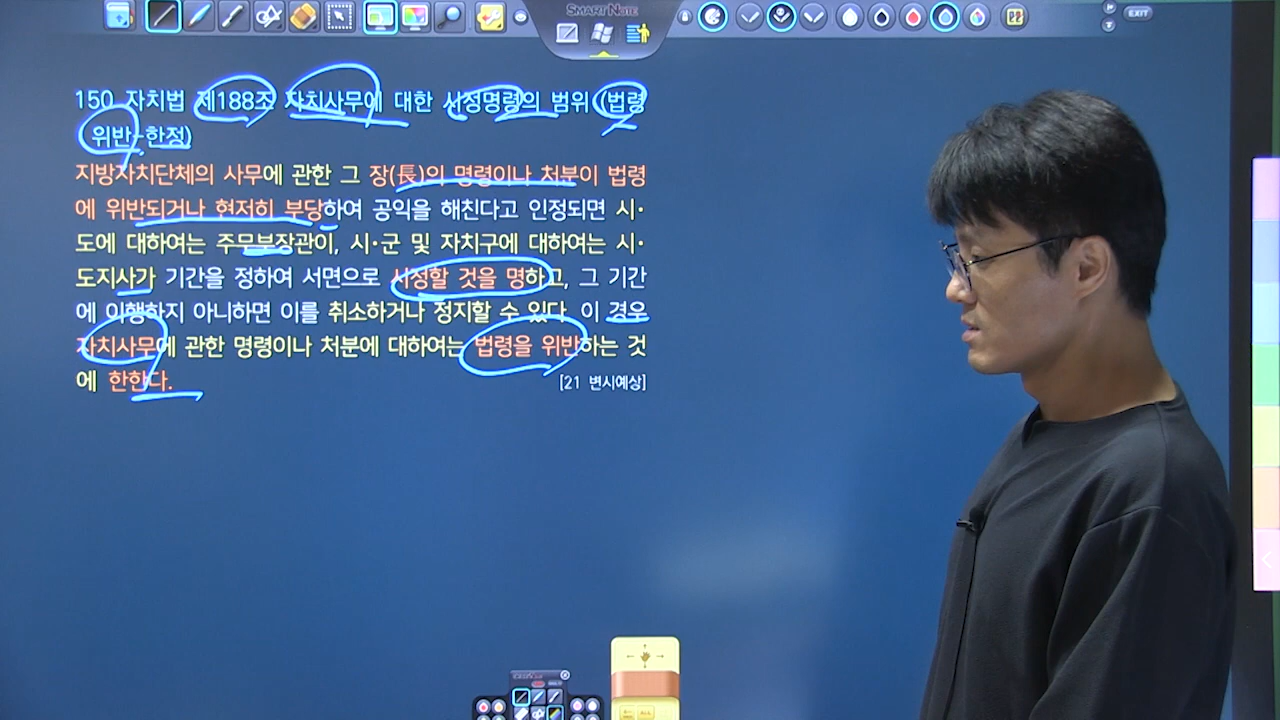 SMART NOTE
EXIT
150 자치법 제188조 자치사무에 대한 시정명령의 범위 (법령
위반-한정)
지방자치단체의 사무에 관한 그 장(長)의 명령이나 처분이 법령
에 위반되거나 현저히 부당하여 공익을 해친다고 인정되면 시·
도에 대하여는 주무부장관이, 시·군 및 자치구에 대하여는 시·
도지사가 기간을 정하여 서면으로 시정할 것을 명하고, 그 기간
에 이행하지 아니하면 이를 취소하거나 정지할 수 있다. 이 경우
자치사무에 관한 명령이나 처분에 대하여는 법령을 위반하는 것
에 한한다.
[21 변시예상]